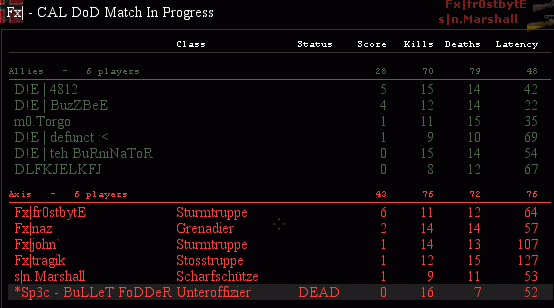 Fx| - CAL DoD Match In Progress
Fx|fr0stbytE
s|n.Marshall
Class Status Score Kills Deaths Latency
Allies - 6 players 28 70 79 48
D!E | 4812 5 15 14 42
D!E | BuzZBeE 4 12 14 22
m0.Torgo 1 11 15 35
D!E | defunct :< 1 9 10 69
D!E | teh BuRniNaToR 0 15 14 54
DLFKJELKFJ 0 8 12 67
Axis - 6 players 43 76 72 76
Fx|fr0stbytE Sturmtruppe 6 11 12 64
Fx|naz Grenadier 2 14 14 57
Fx|john` Sturmtruppe 1 14 13 107
Fx|tragik Stosstruppe 1 12 15 127
s|n.Marshall Scharfschütze 1 9 11 53
*Sp3c - BuLLeT FoDDeR Unteroffizier DEAD 0 16 7 52